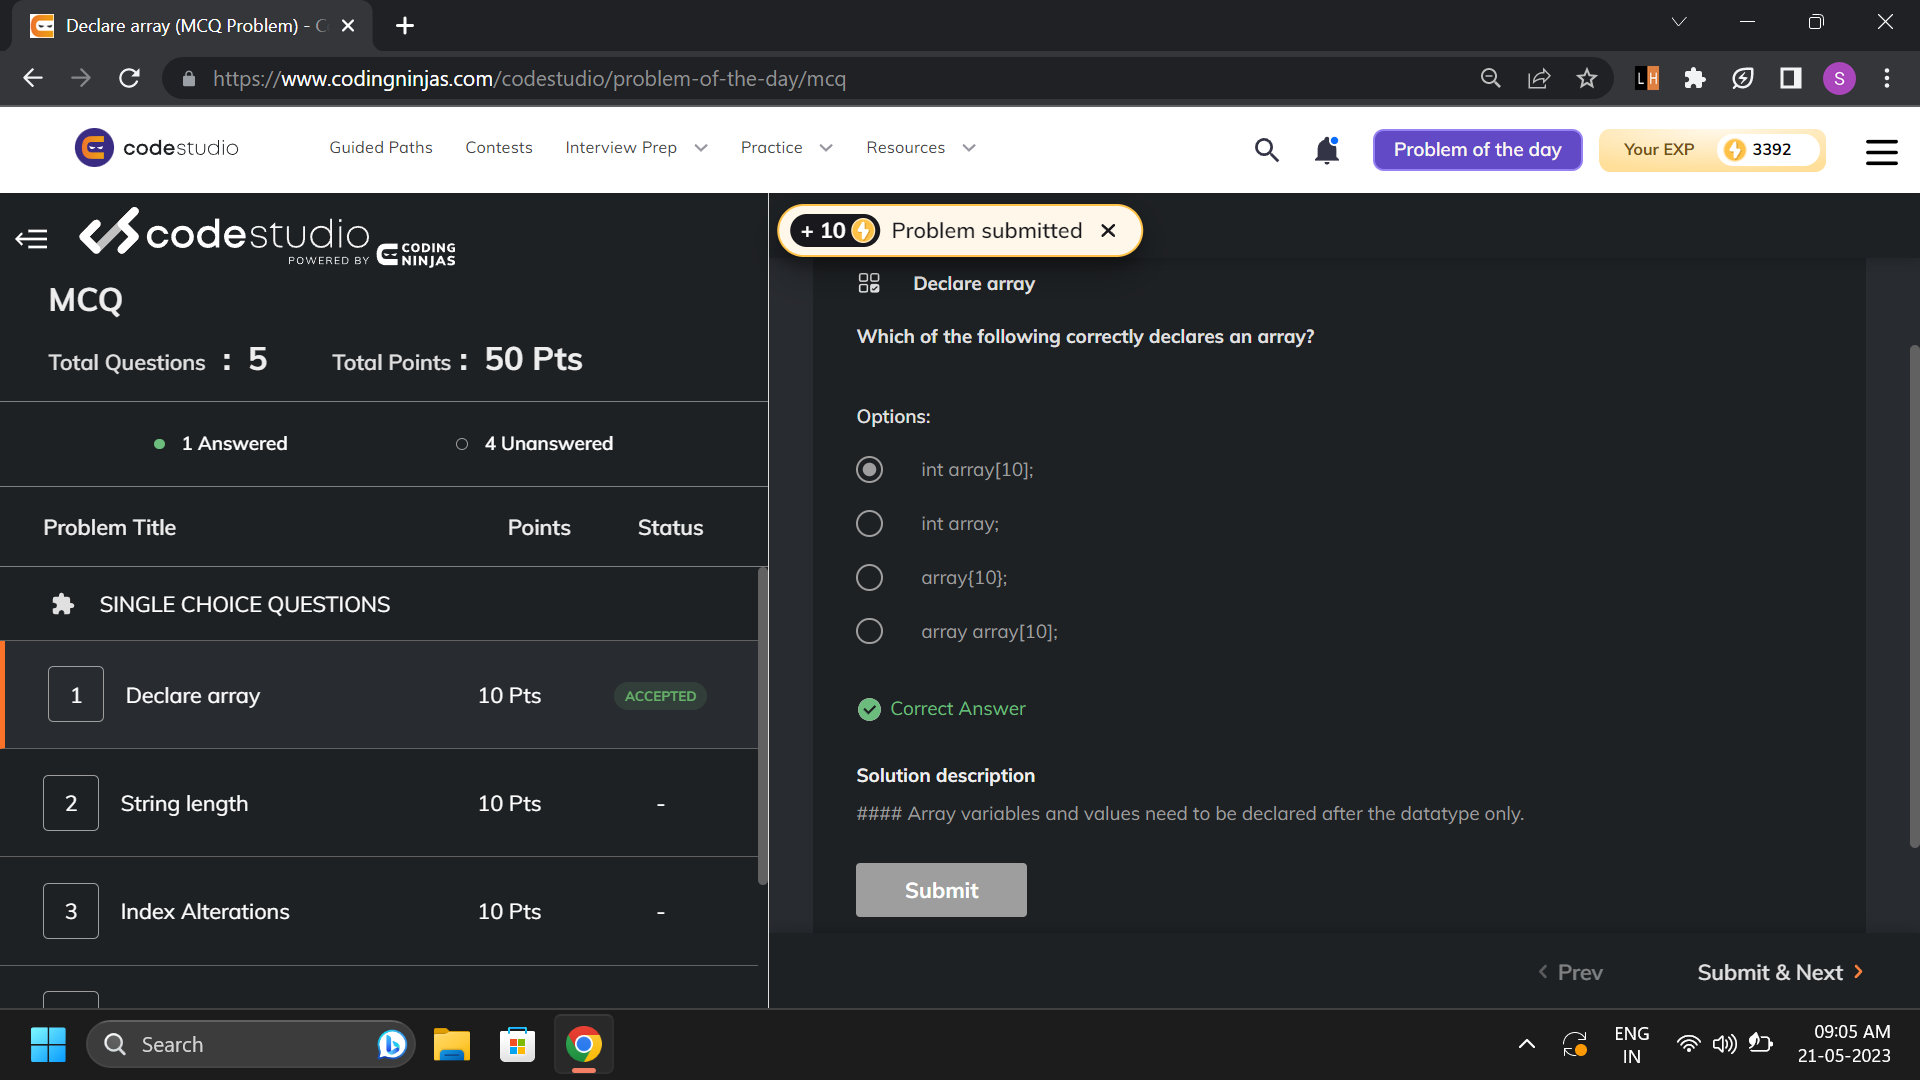 Declare array (MCQ Problem) - C
https://www.codingninjas.com/codestudio/problem-of-the-day/mcq
LH
S
codestudio
Guided Paths
Contests
Interview Prep
Practice
Resources
Problem of the day
Your EXP
3392
codestudio
POWERED BY
CODING
NINJAS
MCQ
Total Questions : 5
Total Points : 50 Pts
1 Answered
4 Unanswered
Problem Title
Points
Status
SINGLE CHOICE QUESTIONS
1
Declare array
10 Pts
ACCEPTED
2
String length
10 Pts
-
3
Index Alterations
10 Pts
-
+ 10
Problem submitted
Declare array
Which of the following correctly declares an array?
Options:
int array[10];
int array;
array{10};
array array[10];
Correct Answer
Solution description
#### Array variables and values need to be declared after the datatype only.
Submit
Prev
Submit & Next
Search
ENG
IN
09:05 AM
21-05-2023